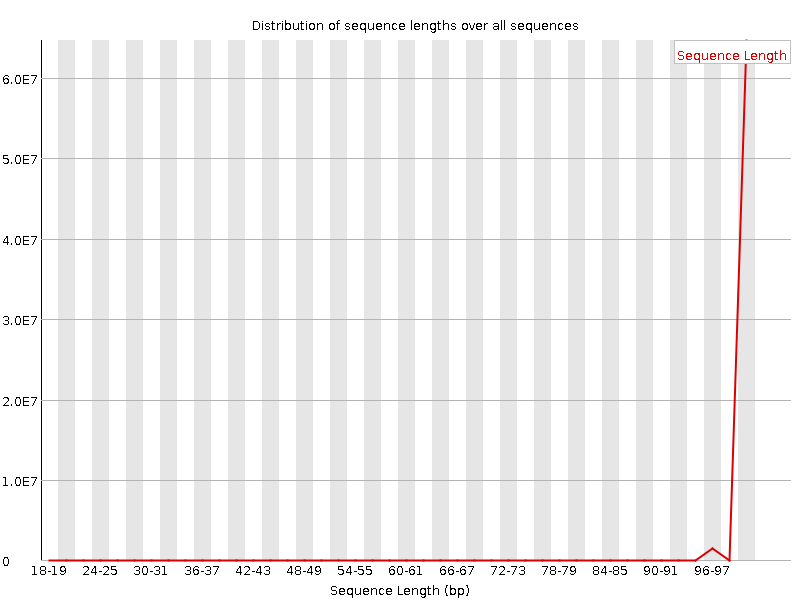 Distribution of sequence lengths over all sequences
Sequence Length
6.0E7
5.0E7
4.0E7
3.0E7
2.0E7
1.0E7
0
18-19 24-25 30-31 36-37 42-43 48-49 54-55 60-61 66-67 72-73 78-79 84-85 90-91 96-97
Sequence Length (bp)